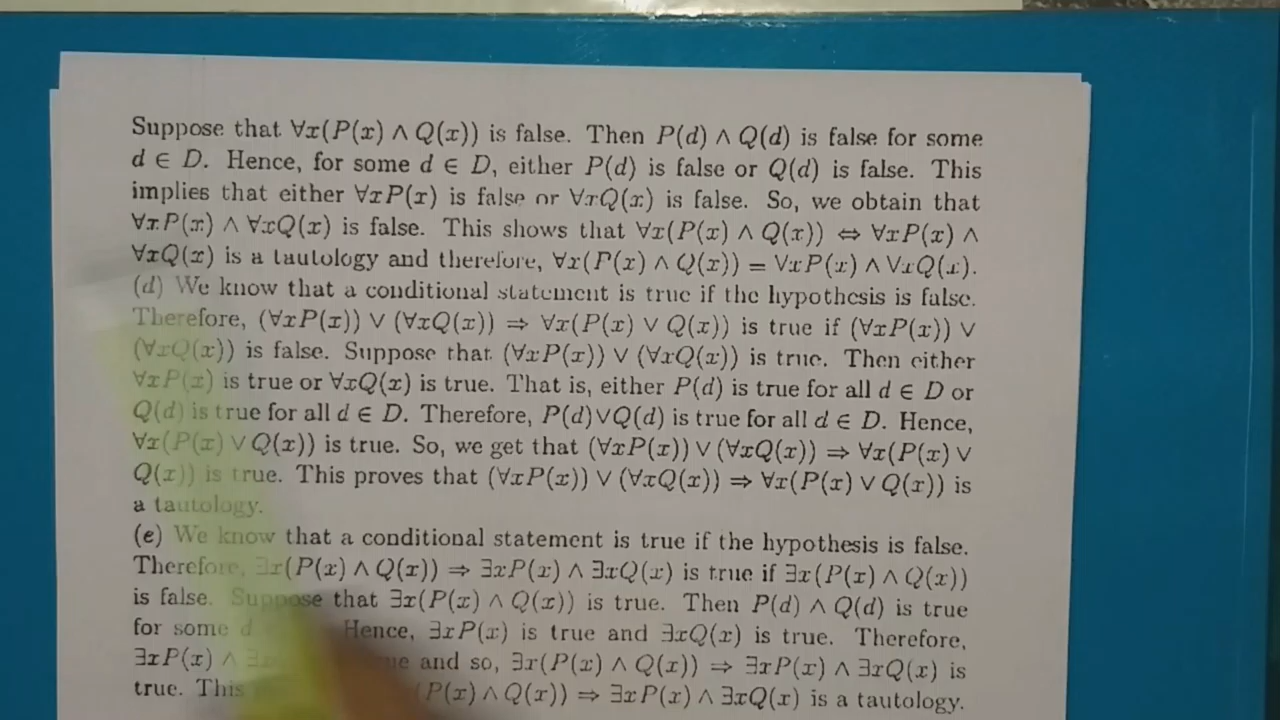 Suppose that ∀x(P(x) ∧ Q(x)) is false. Then P(d) ∧ Q(d) is false for some
d ∈ D. Hence, for some d ∈ D, either P(d) is false or Q(d) is false. This
implies that either ∀xP(x) is false or ∀xQ(x) is false. So, we obtain that
∀xP(x) ∧ ∀xQ(x) is false. This shows that ∀x(P(x) ∧ Q(x)) ⇔ ∀xP(x) ∧
∀xQ(x) is a tautology and therefore, ∀x(P(x) ∧ Q(x)) = ∀xP(x) ∧ ∀xQ(x).
(d) We know that a conditional statement is true if the hypothesis is false.
Therefore, (∀xP(x)) ∨ (∀xQ(x)) ⇒ ∀x(P(x) ∨ Q(x)) is true if (∀xP(x)) ∨
(∀xQ(x)) is false. Suppose that (∀xP(x)) ∨ (∀xQ(x)) is true. Then either
∀xP(x) is true or ∀xQ(x) is true. That is, either P(d) is true for all d ∈ D or
Q(d) is true for all d ∈ D. Therefore, P(d)∨Q(d) is true for all d ∈ D. Hence,
∀x(P(x) ∨ Q(x)) is true. So, we get that (∀xP(x)) ∨ (∀xQ(x)) ⇒ ∀x(P(x) ∨
Q(x)) is true. This proves that (∀xP(x)) ∨ (∀xQ(x)) ⇒ ∀x(P(x) ∨ Q(x)) is
a tautology.
(e) We know that a conditional statement is true if the hypothesis is false.
Therefore, ∃x(P(x) ∧ Q(x)) ⇒ ∃xP(x) ∧ ∃xQ(x) is true if ∃x(P(x) ∧ Q(x))
is false. Suppose that ∃x(P(x) ∧ Q(x)) is true. Then P(d) ∧ Q(d) is true
for some d Hence, ∃xP(x) is true and ∃xQ(x) is true. Therefore,
∃xP(x) ∧ and so, ∃x(P(x) ∧ Q(x)) ⇒ ∃xP(x) ∧ ∃xQ(x) is
true. This (P(x) ∧ Q(x)) ⇒ ∃xP(x) ∧ ∃xQ(x) is a tautology.